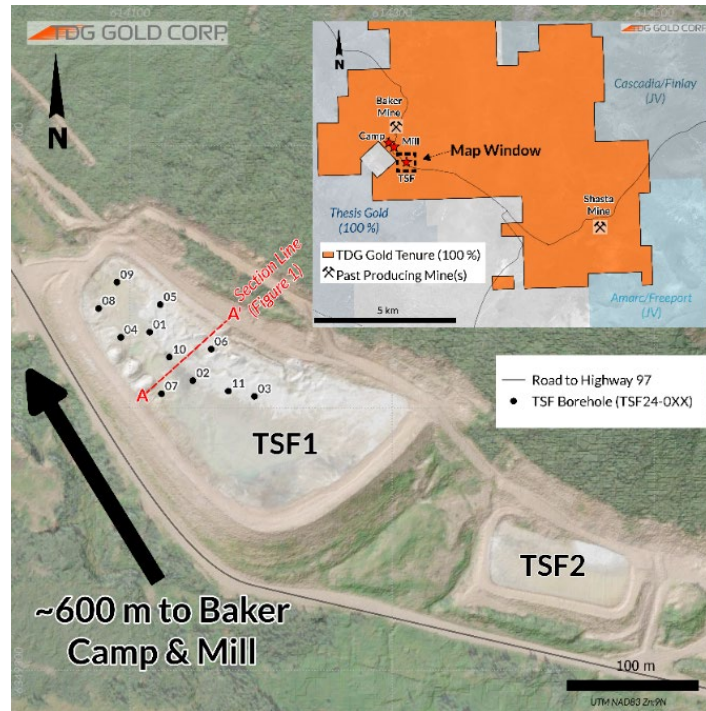 TDG GOLD CORP.
N
TDG GOLD CORP.
N
Cascadia/Finlay
(JV)
Baker
Mine
Camp
Mill
Map Window
TSF
Shasta
Mine
Thesis Gold
(100 %)
TDG Gold Tenure (100 %)
Past Producing Mine(s)
Amarc/Freeport
(JV)
5 km
Road to Highway 97
TSF Borehole (TSF24-0XX)
09
08
05
A'
Section Line
(Figure 1)
04
01
10
06
A
07
02
11
03
TSF1
TSF2
~600 m to Baker
Camp & Mill
100 m
UTM NAD83 Zn:9N